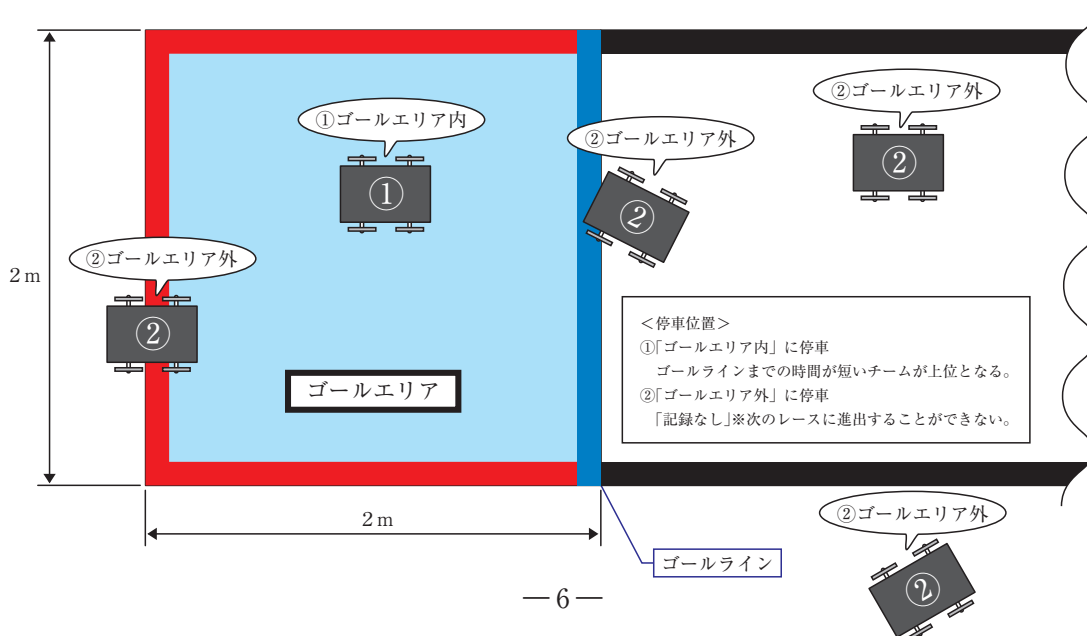 ②ゴールエリア外
①ゴールエリア内
②ゴールエリア外
②
①
②
②ゴールエリア外
2m
②
<停車位置>
①「ゴールエリア内」に停車
ゴールラインまでの時間が短いチームが上位となる。
②「ゴールエリア外」に停車
「記録なし」※次のレースに進出することができない。
ゴールエリア
2m
②ゴールエリア外
ゴールライン
②
—6—